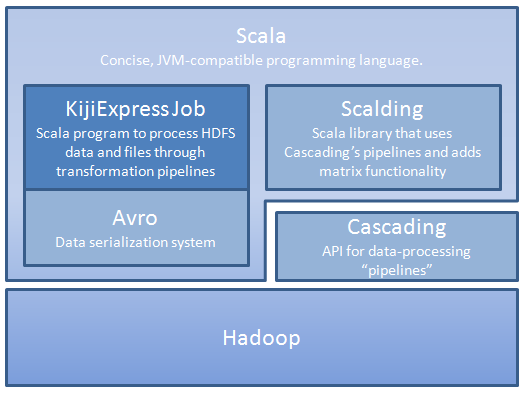 Scala
Concise, JVM-compatible programming language.
KijiExpressJob
Scala program to process HDFS
data and files through
transformation pipelines
Scalding
Scala library that uses
Cascading's pipelines and adds
matrix functionality
Avro
Data serialization system
Cascading
API for data-processing
“pipelines”
Hadoop